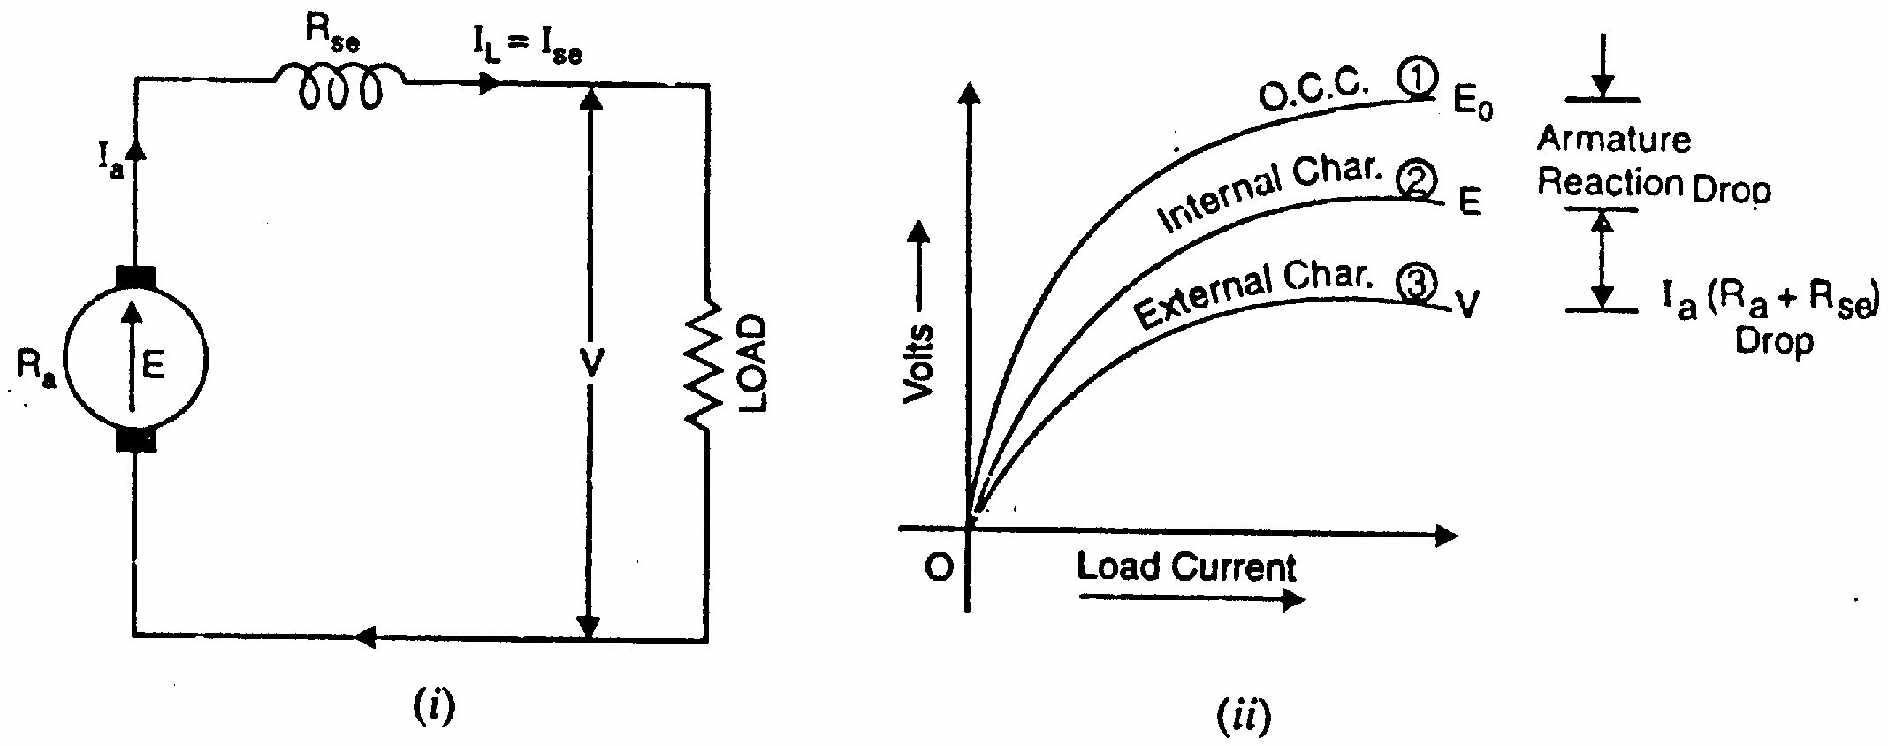 R_se
I_L = I_se
I_a
R_a
E
V
LOAD
(i)
O.C.C. ①
E_0
Internal Char. ②
E
External Char. ③
V
Armature
Reaction Drop
I_a (R_a + R_se)
Drop
Volts
O
Load Current
(ii)